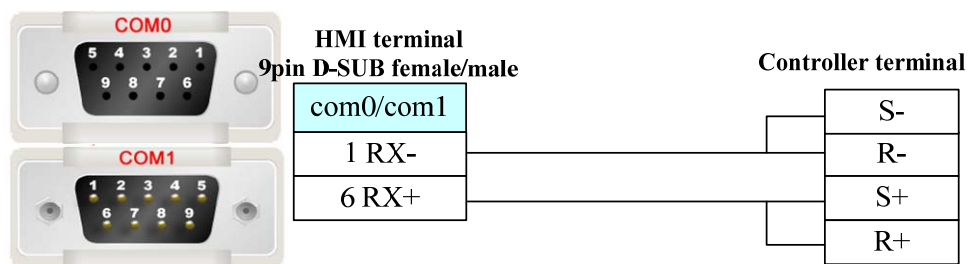 COM0
5 4 3 2 1
9 8 7 6
COM1
1 2 3 4 5
6 7 8 9
HMI terminal
9pin D-SUB female/male
com0/com1
1 RX-
6 RX+
Controller terminal
S-
R-
S+
R+